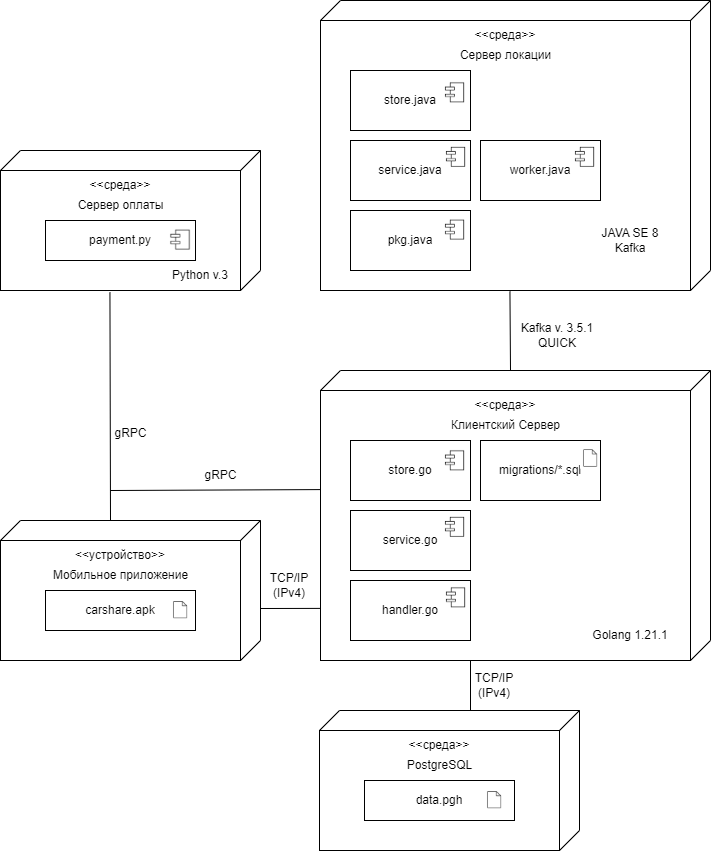 <<среда>>
Сервер локации
store.java
service.java
worker.java
pkg.java
JAVA SE 8
Kafka
<<среда>>
Сервер оплаты
payment.py
Python v.3
Kafka v. 3.5.1
QUICK
gRPC
gRPC
<<среда>>
Клиентский Сервер
store.go
migrations/*.sql
service.go
handler.go
Golang 1.21.1
<<устройство>>
Мобильное приложение
carshare.apk
TCP/IP
(IPv4)
TCP/IP
(IPv4)
<<среда>>
PostgreSQL
data.pgh